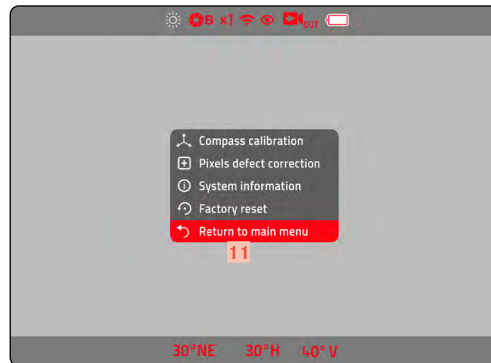 B x1 OUT
Compass calibration
Pixels defect correction
System information
Factory reset
Return to main menu
11
30°NE 30°H 40°V